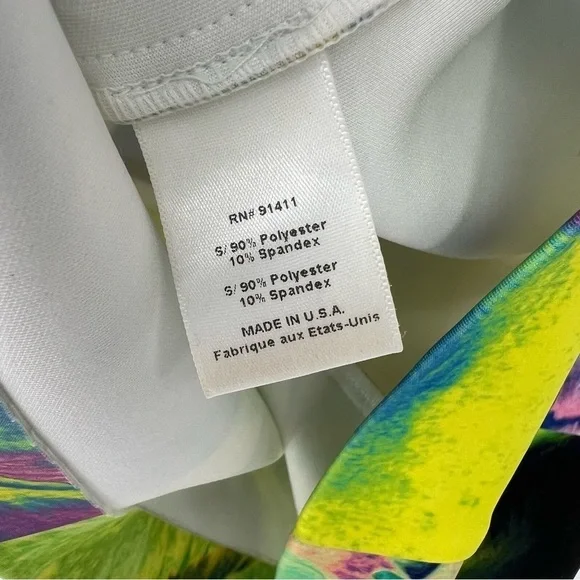 RN# 91411
S/ 90% Polyester
10% Spandex
S/ 90% Polyester
10% Spandex
MADE IN U.S.A.
Fabrique aux Etats-Unis